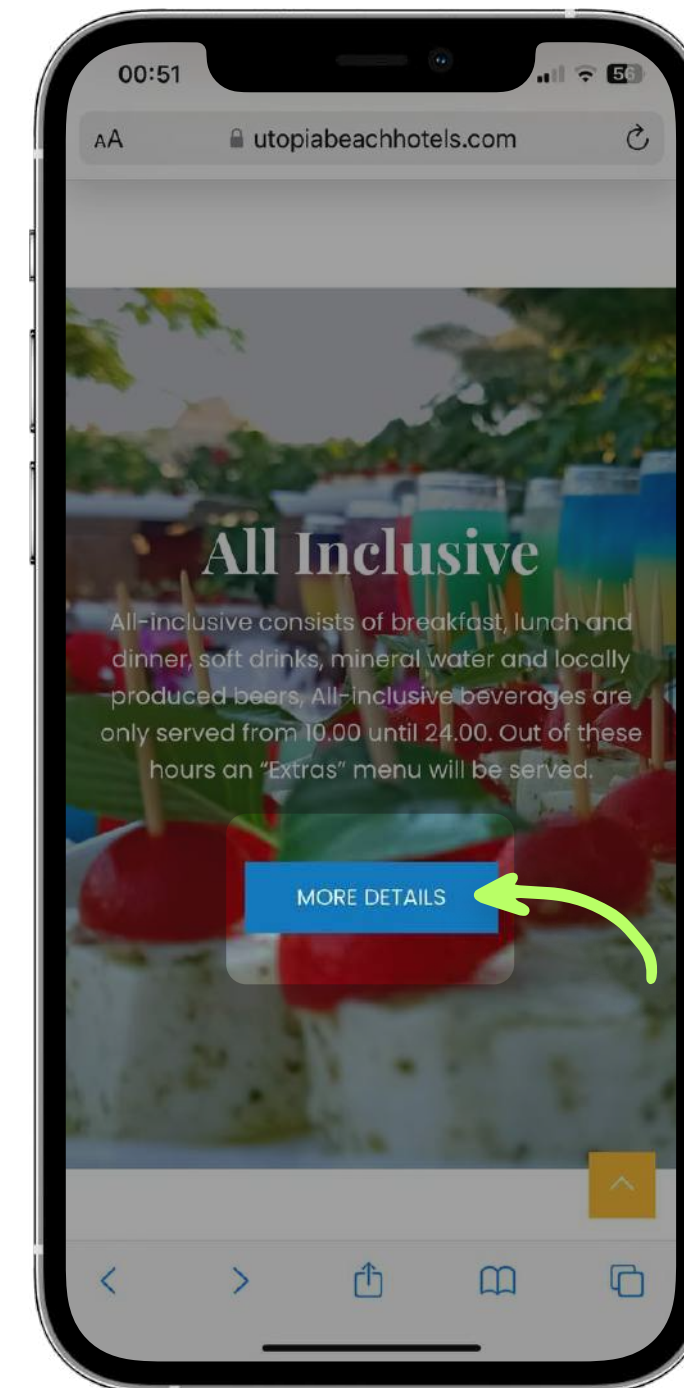 00:51
56
AA
utopiabeachhotels.com
All Inclusive
All-inclusive consists of breakfast, lunch and
dinner, soft drinks, mineral water and locally
produced beers, All-inclusive beverages are
only served from 10.00 until 24.00. Out of these
hours an “Extras” menu will be served.
MORE DETAILS